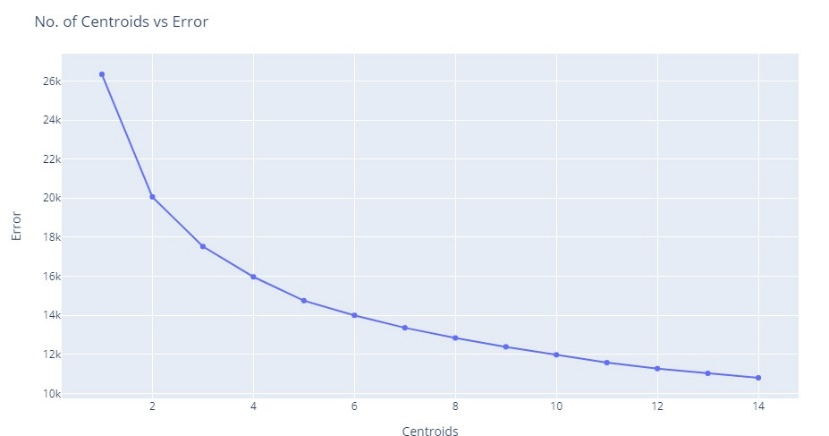 No. of Centroids vs Error
26k
24k
22k
20k
18k
16k
14k
12k
10k
Error
2 4 6 8 10 12 14
Centroids